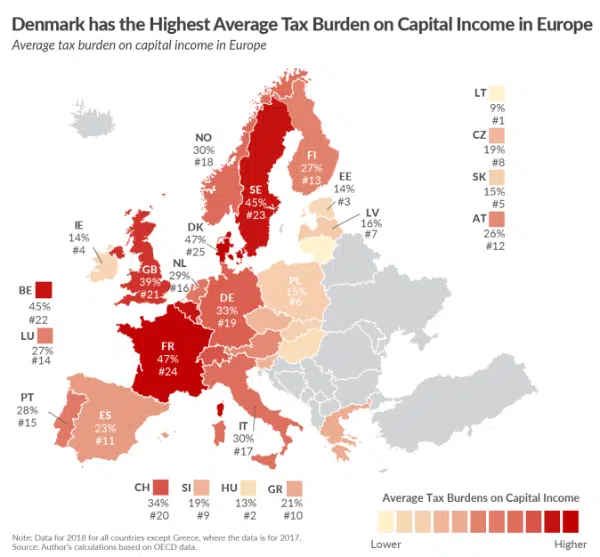 Denmark has the Highest Average Tax Burden on Capital Income in Europe
Average tax burden on capital income in Europe
LT
9%
#1
CZ
19%
#8
SK
15%
#5
AT
26%
#12
NO
30%
#18
FI
27%
#13
SE
45%
#23
EE
14%
#3
LV
16%
#7
DK
47%
#25
IE
14%
#4
GB
39%
#21
NL
29%
#16
BE
45%
#22
LU
27%
#14
DE
33%
#19
PL
15%
#6
FR
47%
#24
PT
28%
#15
ES
23%
#11
IT
30%
#17
CH
34%
#20
SI
19%
#9
HU
13%
#2
GR
21%
#10
Average Tax Burdens on Capital Income
Lower
Higher
Note: Data for 2018 for all countries except Greece, where the data is for 2017.
Source: Author's calculations based on OECD data.